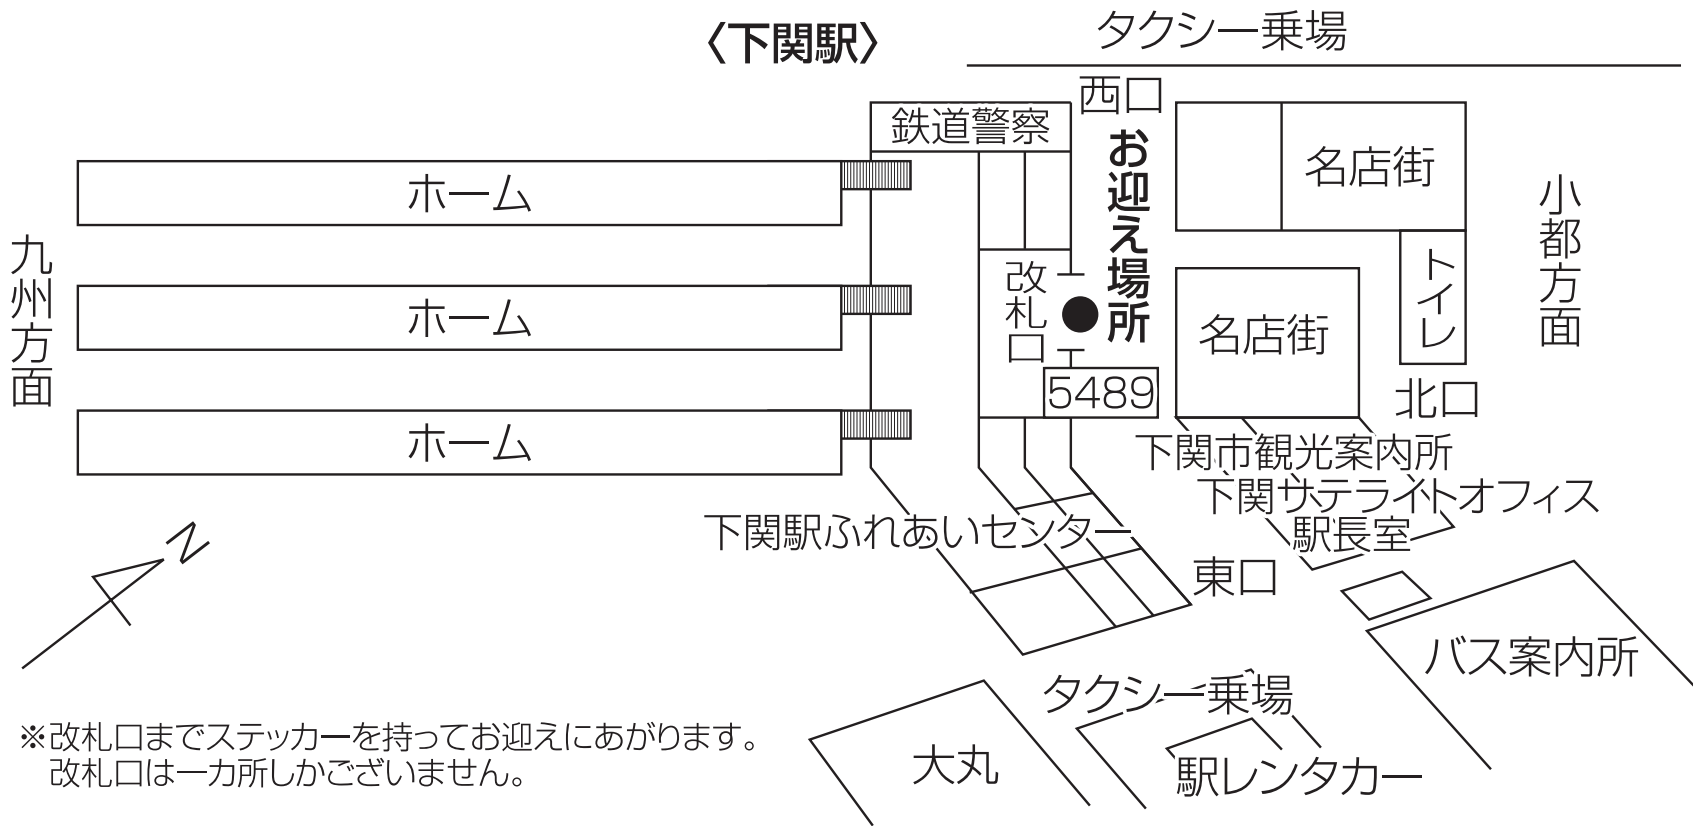 〈下関駅〉
タクシー乗場
西口
鉄道警察
お迎え場所
名店街
ホーム
小都方面
九州方面
トイレ
改札口
ホーム
名店街
5489
北口
ホーム
下関市観光案内所
下関サテライトオフィス
駅長室
下関駅ふれあいセンター
N
東口
バス案内所
タクシー乗場
大丸
駅レンタカー
※改札口までステッカーを持ってお迎えにあがります。
改札口は一カ所しかございません。